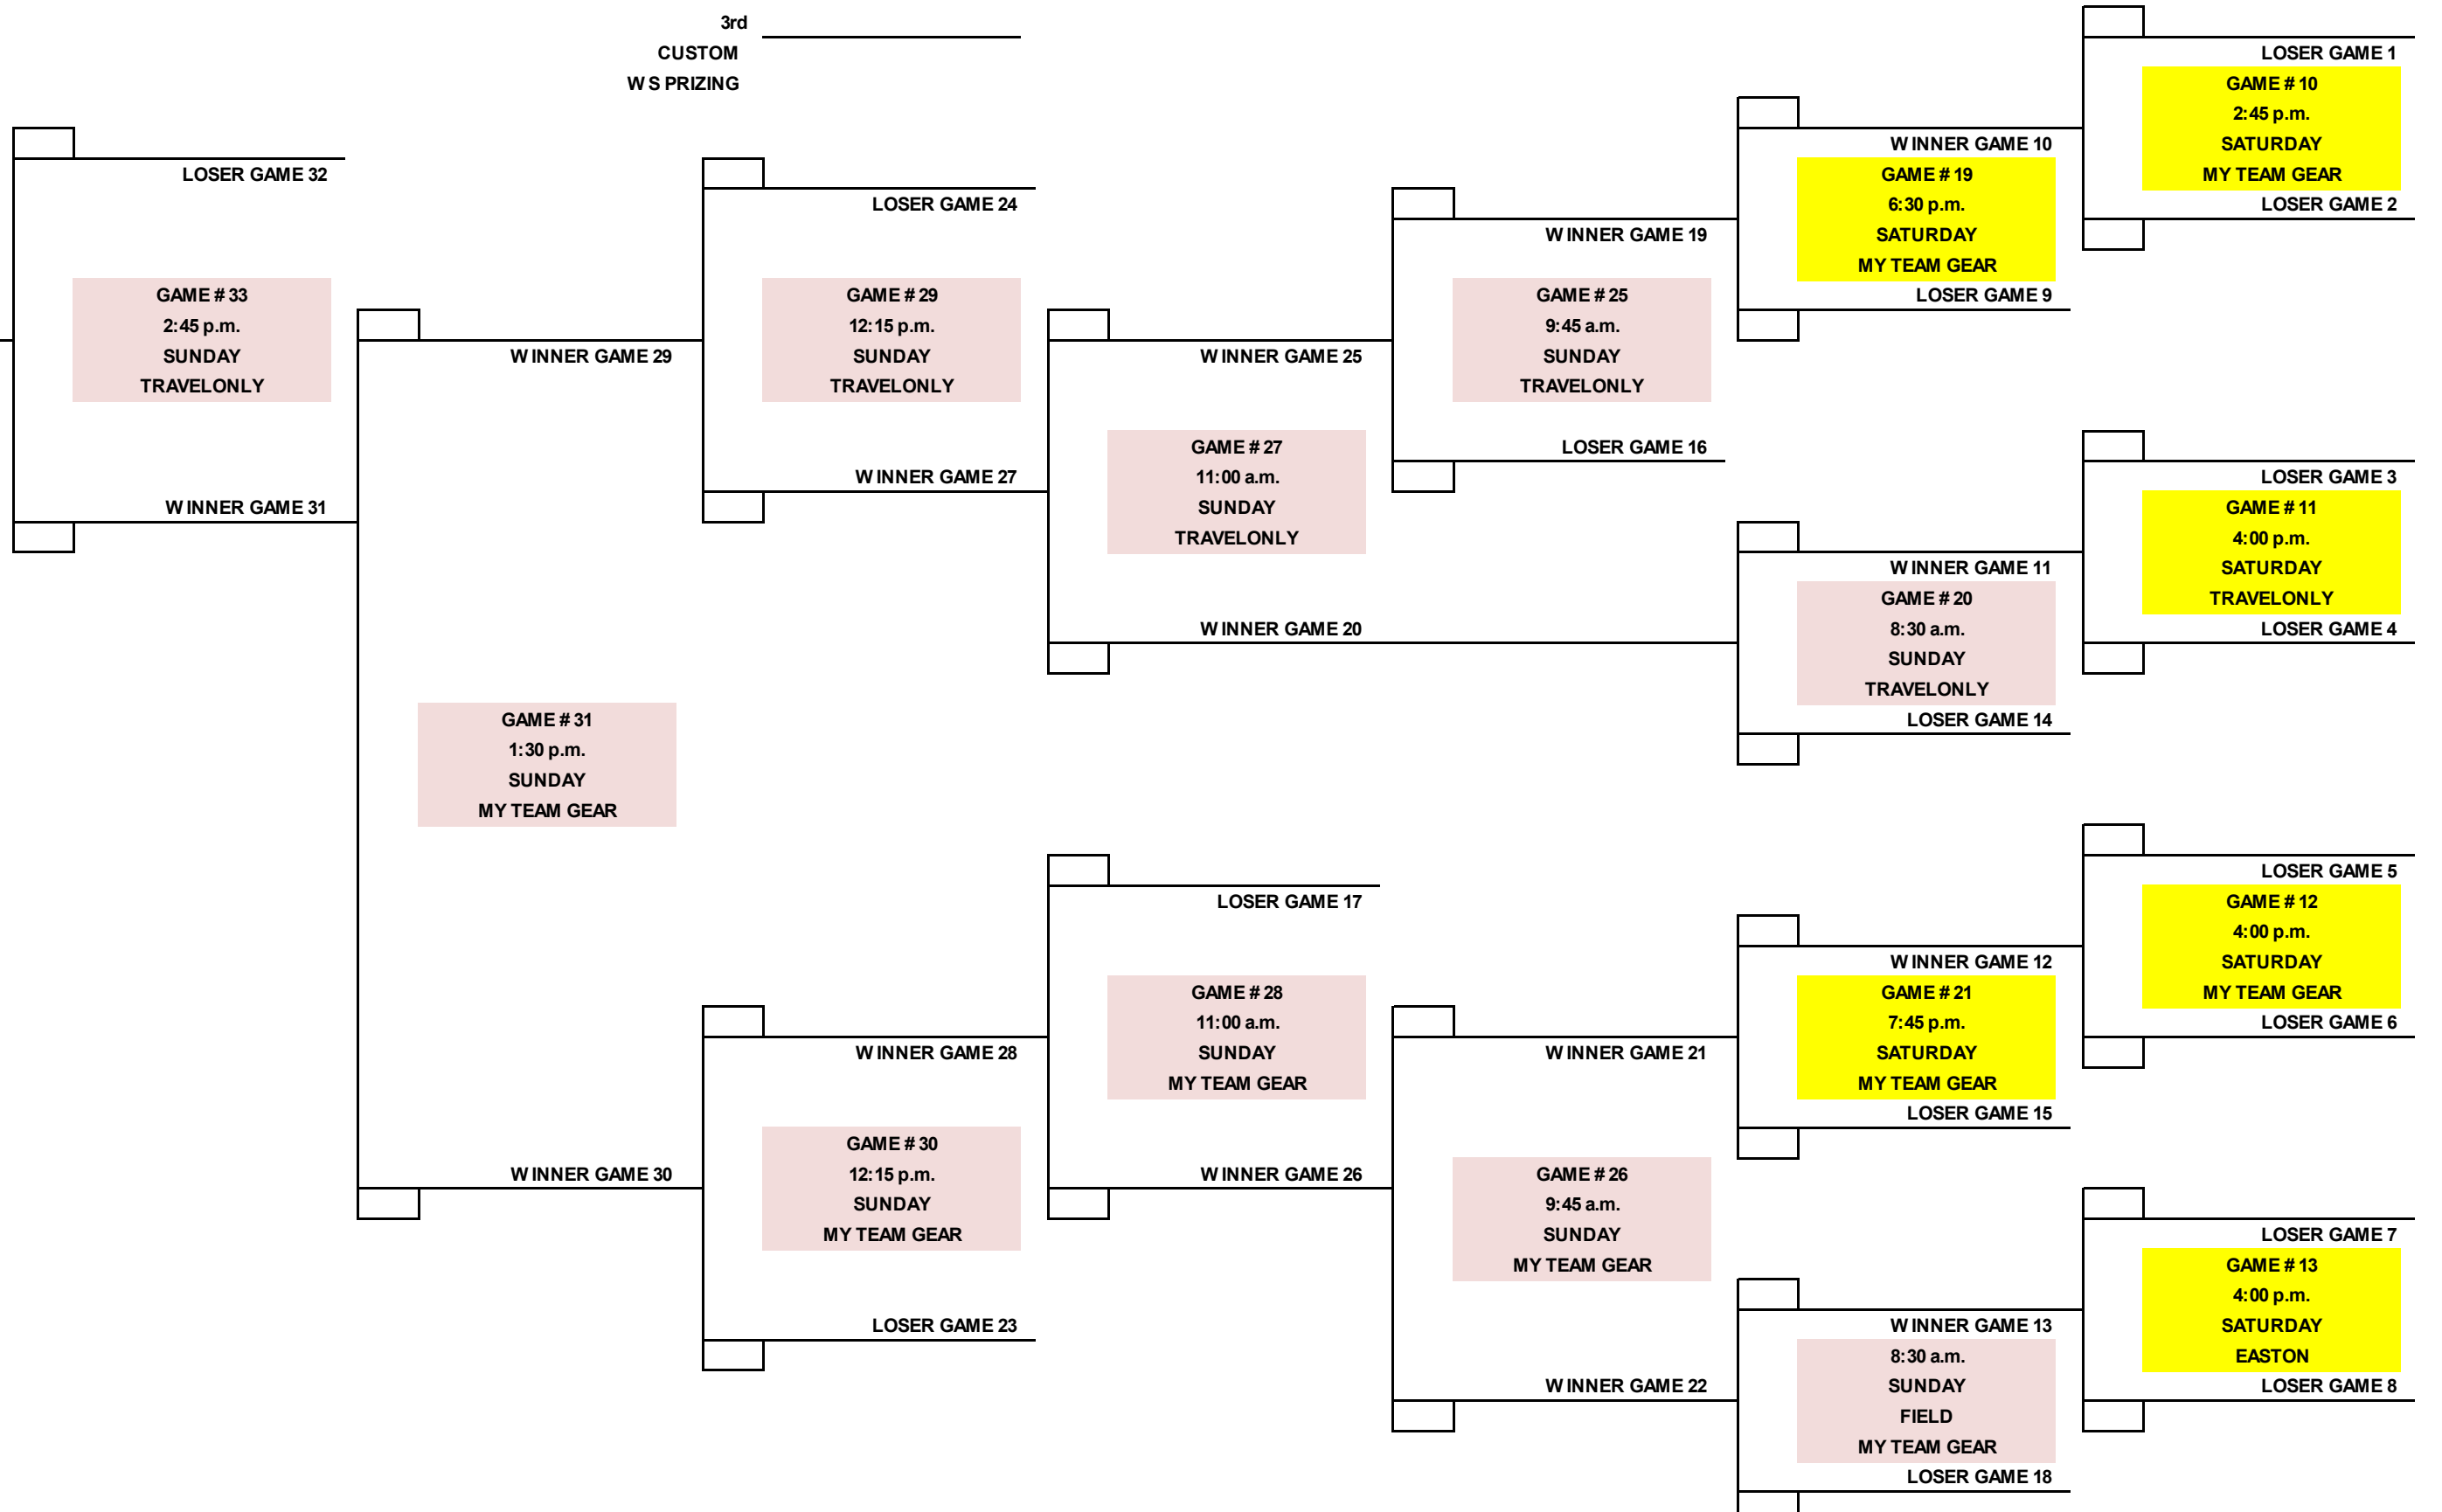 3rd
CUSTOM
W S PRIZING
LOSER GAME 32
GAME # 33
2:45 p.m.
SUNDAY
TRAVELONLY
WINNER GAME 31
WINNER GAME 29
GAME # 31
1:30 p.m.
SUNDAY
MY TEAM GEAR
WINNER GAME 30
LOSER GAME 24
GAME # 29
12:15 p.m.
SUNDAY
TRAVELONLY
WINNER GAME 27
WINNER GAME 28
GAME # 30
12:15 p.m.
SUNDAY
MY TEAM GEAR
LOSER GAME 23
WINNER GAME 25
GAME # 27
11:00 a.m.
SUNDAY
TRAVELONLY
WINNER GAME 20
LOSER GAME 17
GAME # 28
11:00 a.m.
SUNDAY
MY TEAM GEAR
WINNER GAME 26
WINNER GAME 19
GAME # 25
9:45 a.m.
SUNDAY
TRAVELONLY
LOSER GAME 16
WINNER GAME 21
GAME # 26
9:45 a.m.
SUNDAY
MY TEAM GEAR
WINNER GAME 22
WINNER GAME 10
GAME # 19
6:30 p.m.
SATURDAY
MY TEAM GEAR
LOSER GAME 9
WINNER GAME 11
GAME # 20
8:30 a.m.
SUNDAY
TRAVELONLY
LOSER GAME 14
WINNER GAME 12
GAME # 21
7:45 p.m.
SATURDAY
MY TEAM GEAR
LOSER GAME 15
WINNER GAME 13
8:30 a.m.
SUNDAY
FIELD
MY TEAM GEAR
LOSER GAME 18
LOSER GAME 1
GAME # 10
2:45 p.m.
SATURDAY
MY TEAM GEAR
LOSER GAME 2
LOSER GAME 3
GAME # 11
4:00 p.m.
SATURDAY
TRAVELONLY
LOSER GAME 4
LOSER GAME 5
GAME # 12
4:00 p.m.
SATURDAY
MY TEAM GEAR
LOSER GAME 6
LOSER GAME 7
GAME # 13
4:00 p.m.
SATURDAY
EASTON
LOSER GAME 8